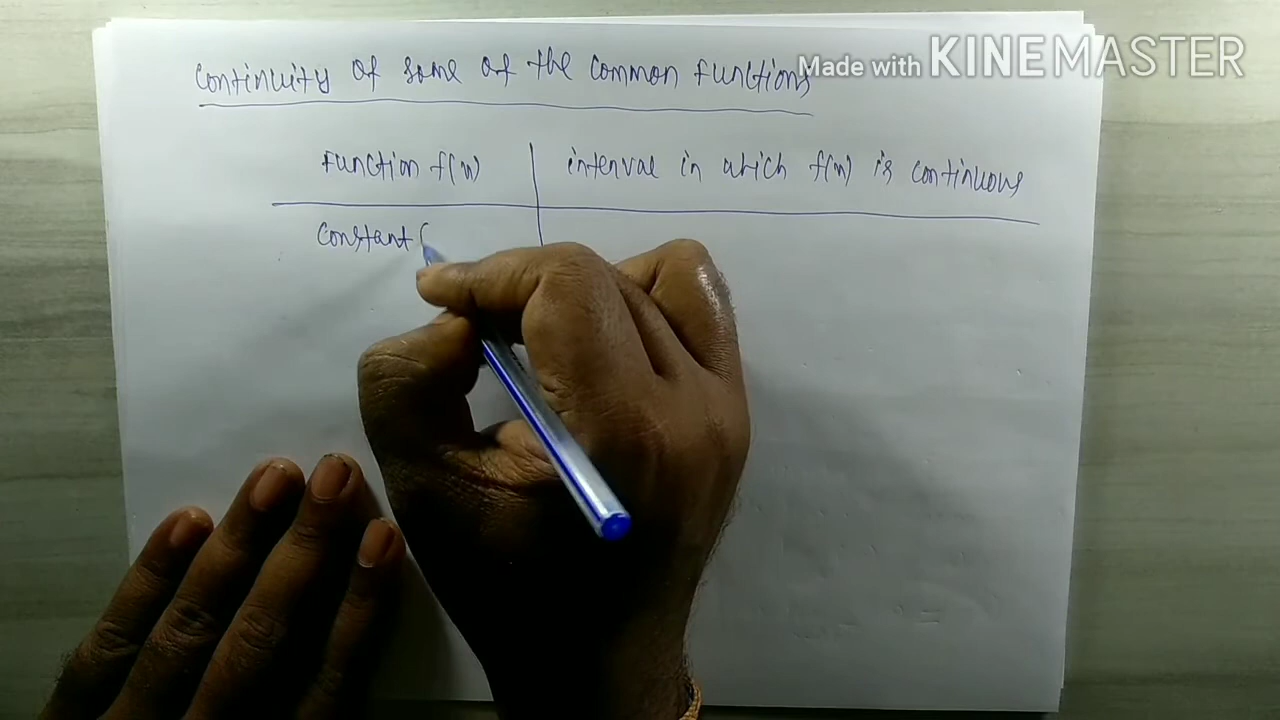 Continuity of some of the common functions
Made with KINEMASTER
Function f(x) interval in which f(x) is continuous
Constant (